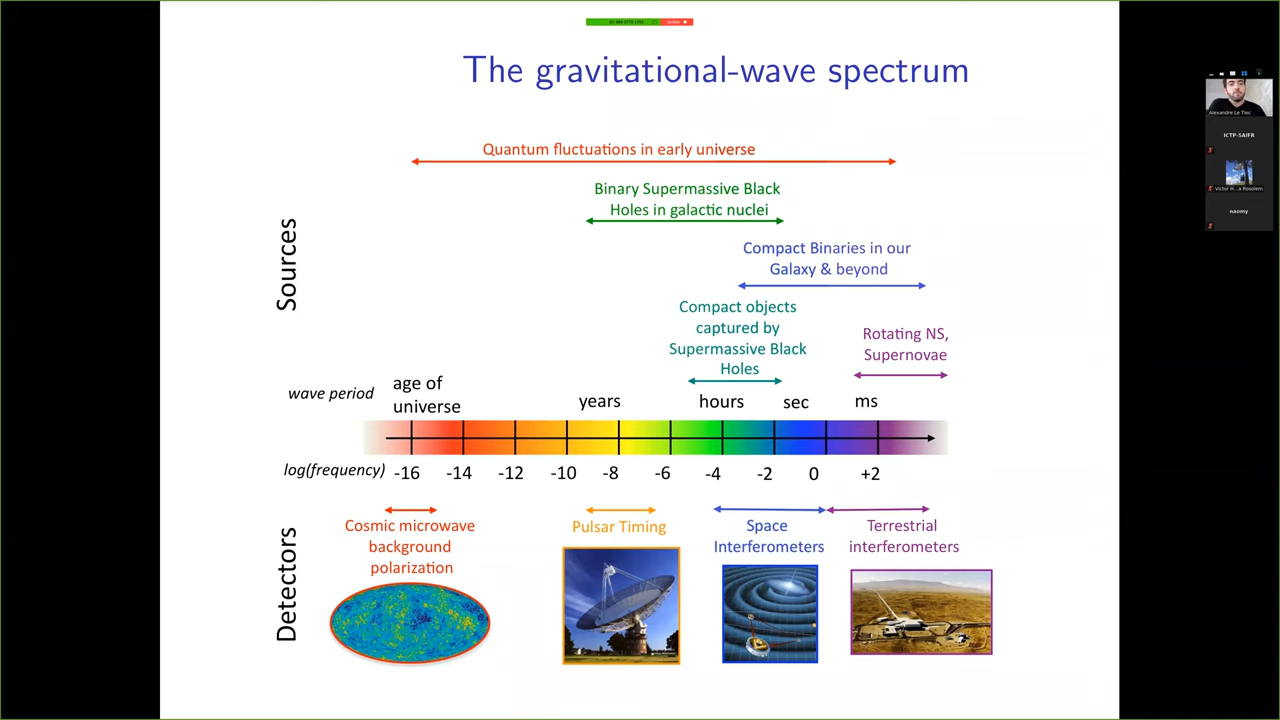 The gravitational-wave spectrum
Quantum fluctuations in early universe
Binary Supermassive Black
Holes in galactic nuclei
Compact Binaries in our
Galaxy & beyond
Compact objects
captured by
Supermassive Black
Holes
Rotating NS,
Supernovae
Sources
wave period
age of
universe
years
hours
sec
ms
log(frequency)
-16 -14 -12 -10 -8 -6 -4 -2 0 +2
Detectors
Cosmic microwave
background
polarization
Pulsar Timing
Space
Interferometers
Terrestrial
interferometers
Alexandre Le Tiec
ICTP-SAIFR
Victor H...a Rosolem
naomy